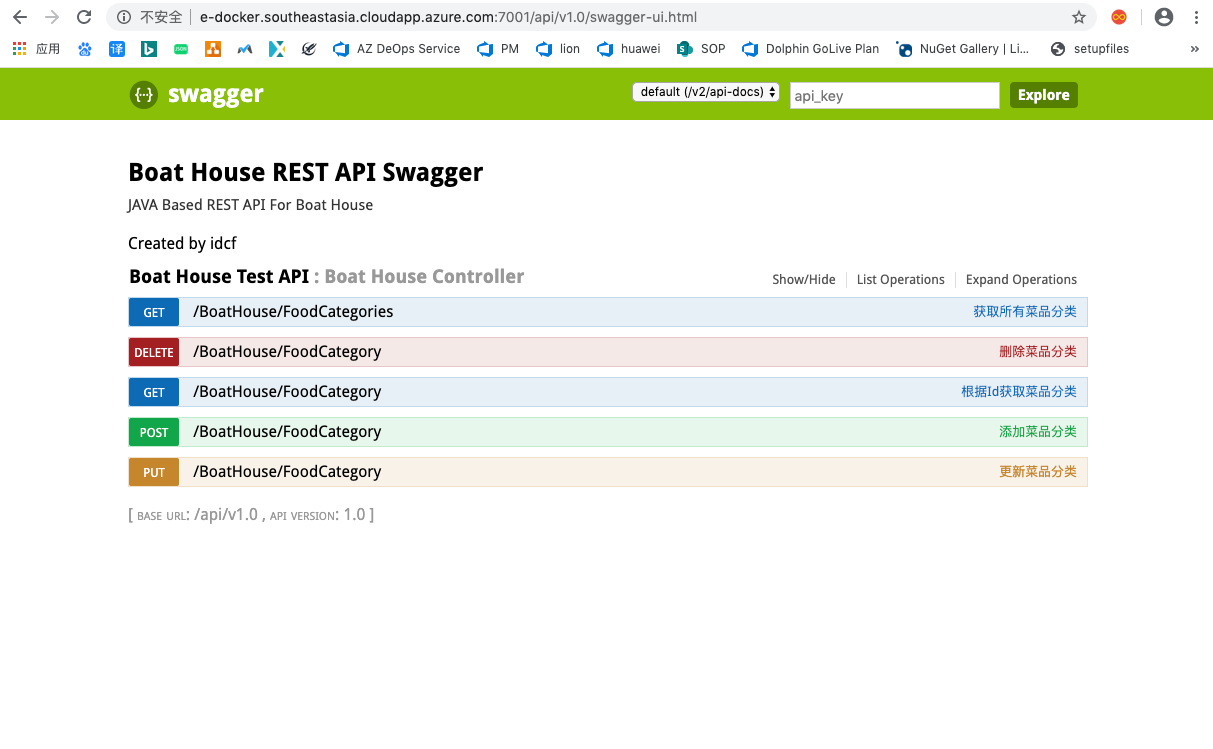 不安全 e-docker.southeastasia.cloudapp.azure.com:7001/api/v1.0/swagger-ui.html
应用 译 JSON AZ DeOps Service PM lion huawei S SOP Dolphin GoLive Plan NuGet Gallery | Li... setupfiles »
{··} swagger default (/v2/api-docs) api_key Explore
Boat House REST API Swagger
JAVA Based REST API For Boat House
Created by idcf
Boat House Test API : Boat House Controller Show/Hide List Operations Expand Operations
GET /BoatHouse/FoodCategories 获取所有菜品分类
DELETE /BoatHouse/FoodCategory 删除菜品分类
GET /BoatHouse/FoodCategory 根据Id获取菜品分类
POST /BoatHouse/FoodCategory 添加菜品分类
PUT /BoatHouse/FoodCategory 更新菜品分类
[ BASE URL: /api/v1.0 , API VERSION: 1.0 ]